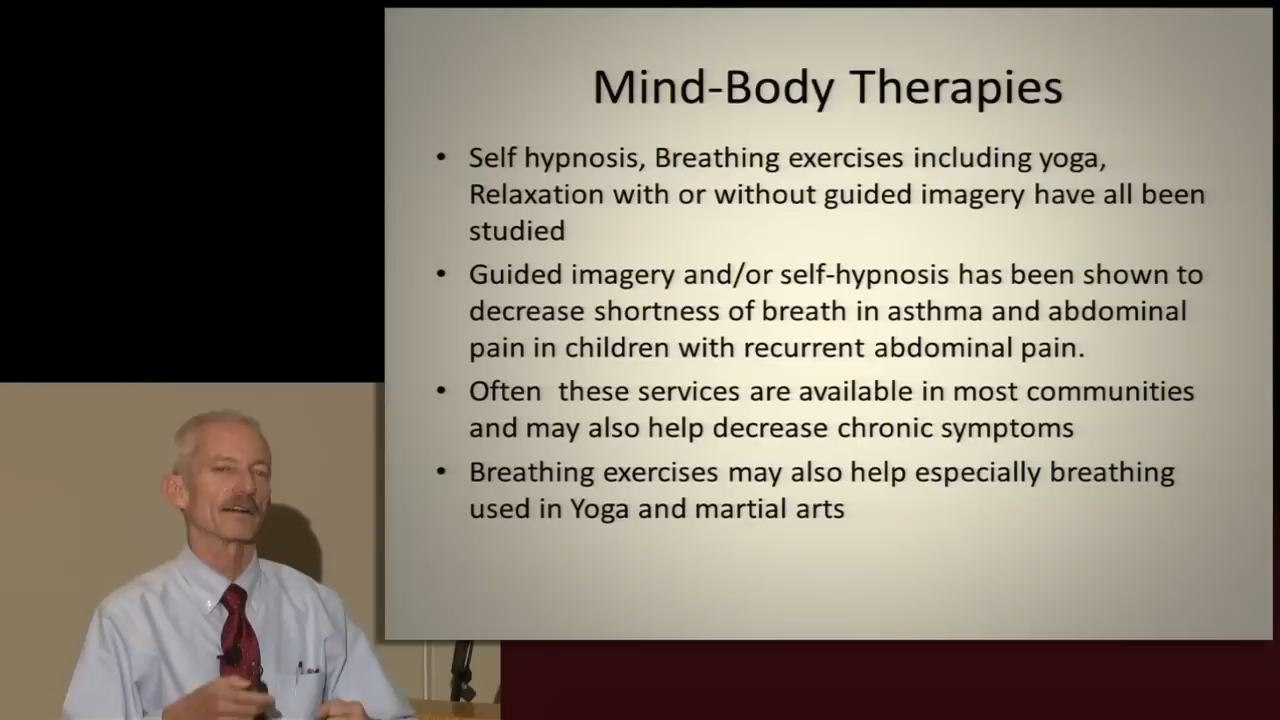 Mind-Body Therapies
• Self hypnosis, Breathing exercises including yoga,
Relaxation with or without guided imagery have all been
studied
• Guided imagery and/or self-hypnosis has been shown to
decrease shortness of breath in asthma and abdominal
pain in children with recurrent abdominal pain.
• Often  these services are available in most communities
and may also help decrease chronic symptoms
• Breathing exercises may also help especially breathing
used in Yoga and martial arts